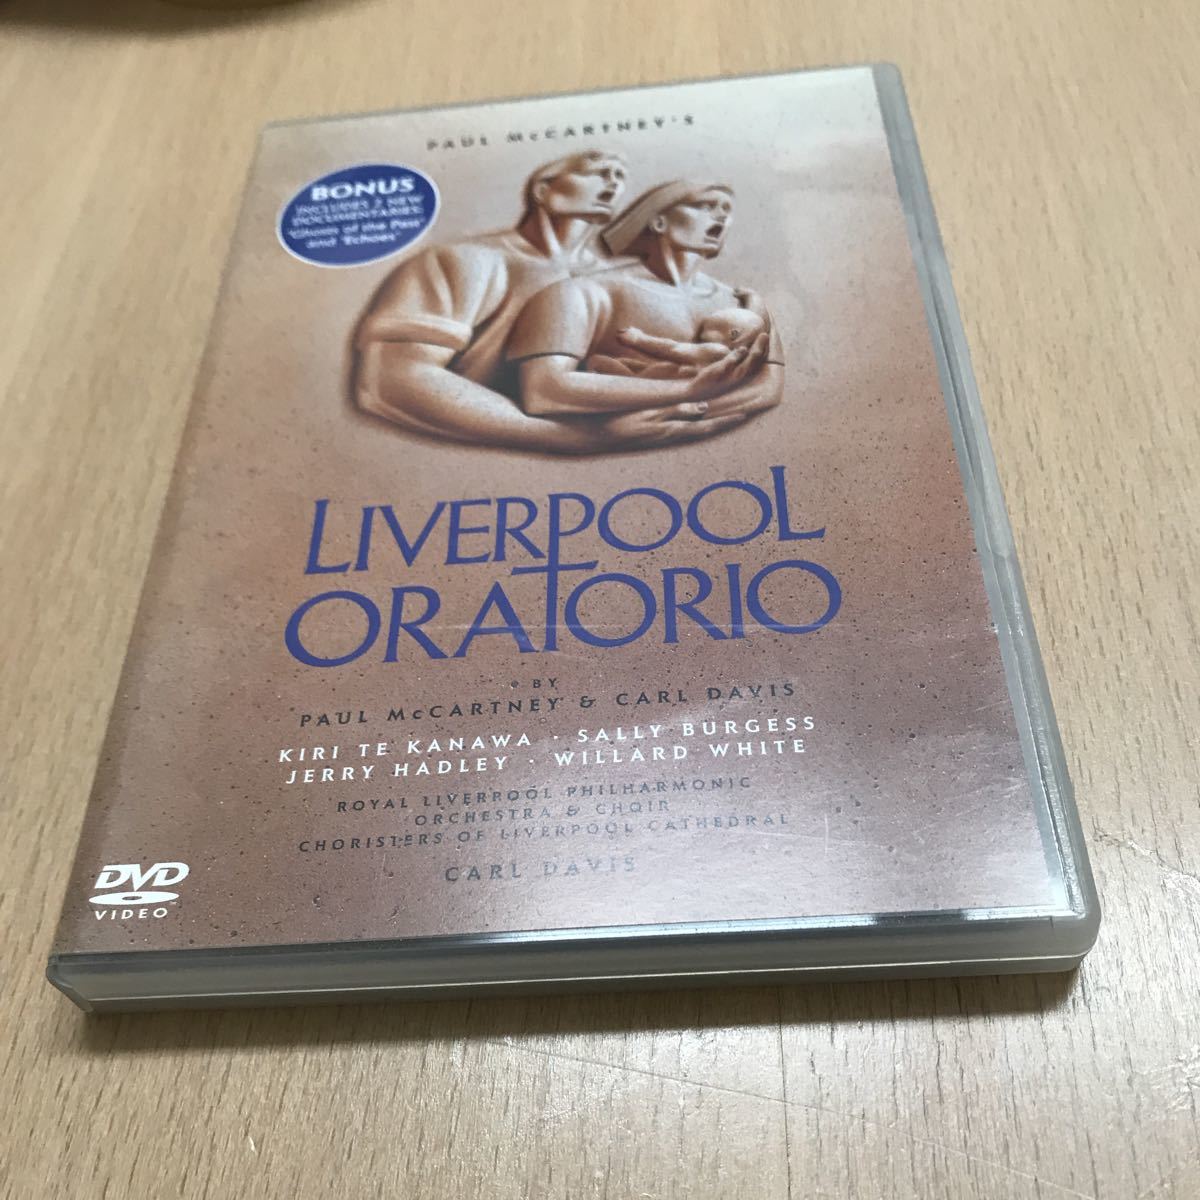 PAUL McCARTNEY'S
BONUS
INCLUDES 2 NEW
DOCUMENTARIES:
'Ghosts of the Past'
and 'Echoes'
LIVERPOOL
ORATORIO
BY
PAUL McCARTNEY & CARL DAVIS
KIRI TE KANAWA · SALLY BURGESS
JERRY HADLEY · WILLARD WHITE
ROYAL LIVERPOOL PHILHARMONIC
ORCHESTRA & CHOIR
CHORISTERS OF LIVERPOOL CATHEDRAL
CARL DAVIS
DVD
VIDEO
TM